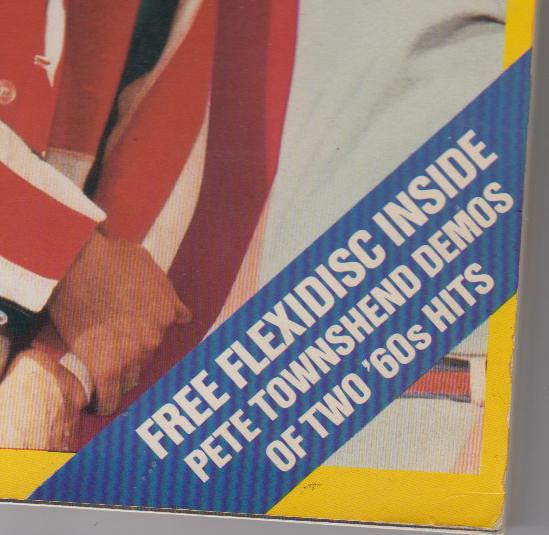 FREE FLEXIDISC INSIDE
PETE TOWNSHEND DEMOS
OF TWO '60s HITS